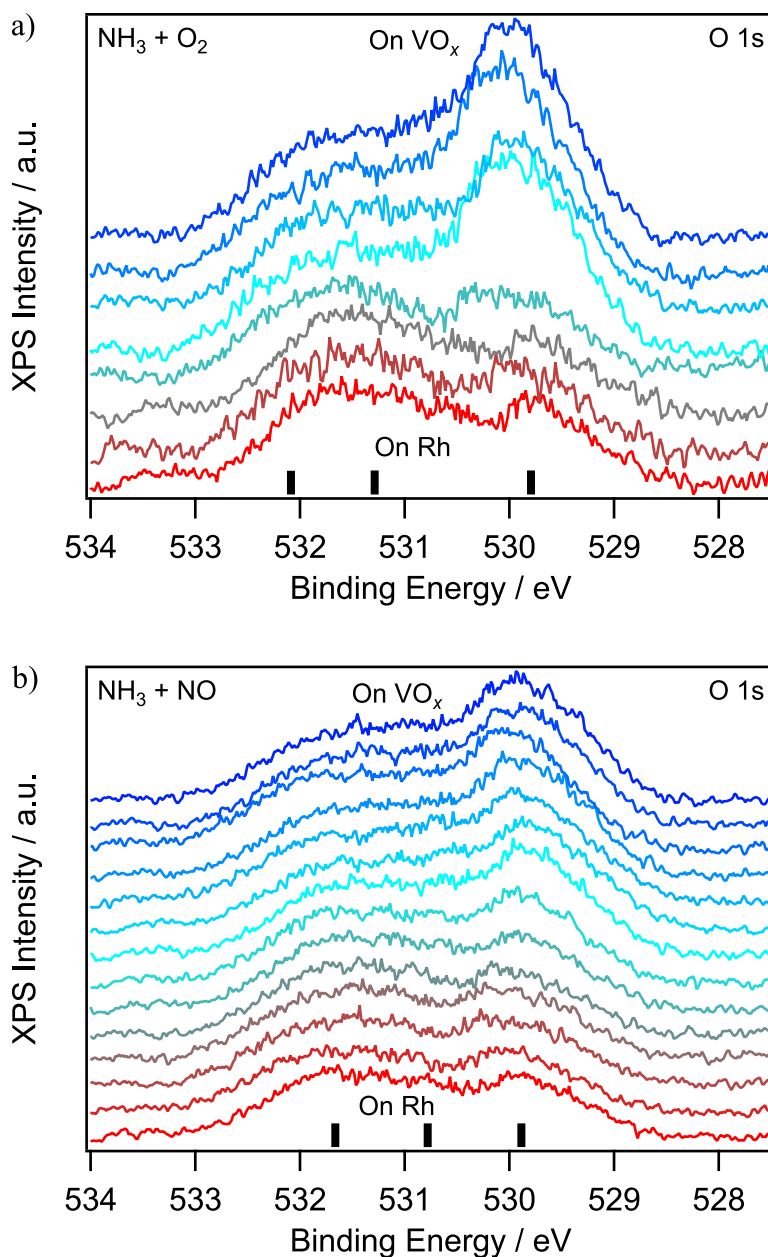 a)
NH₃ + O₂ On VOₓ O 1s
XPS Intensity / a.u.
On Rh
534 533 532 531 530 529 528
Binding Energy / eV
b)
NH₃ + NO On VOₓ O 1s
XPS Intensity / a.u.
On Rh
534 533 532 531 530 529 528
Binding Energy / eV